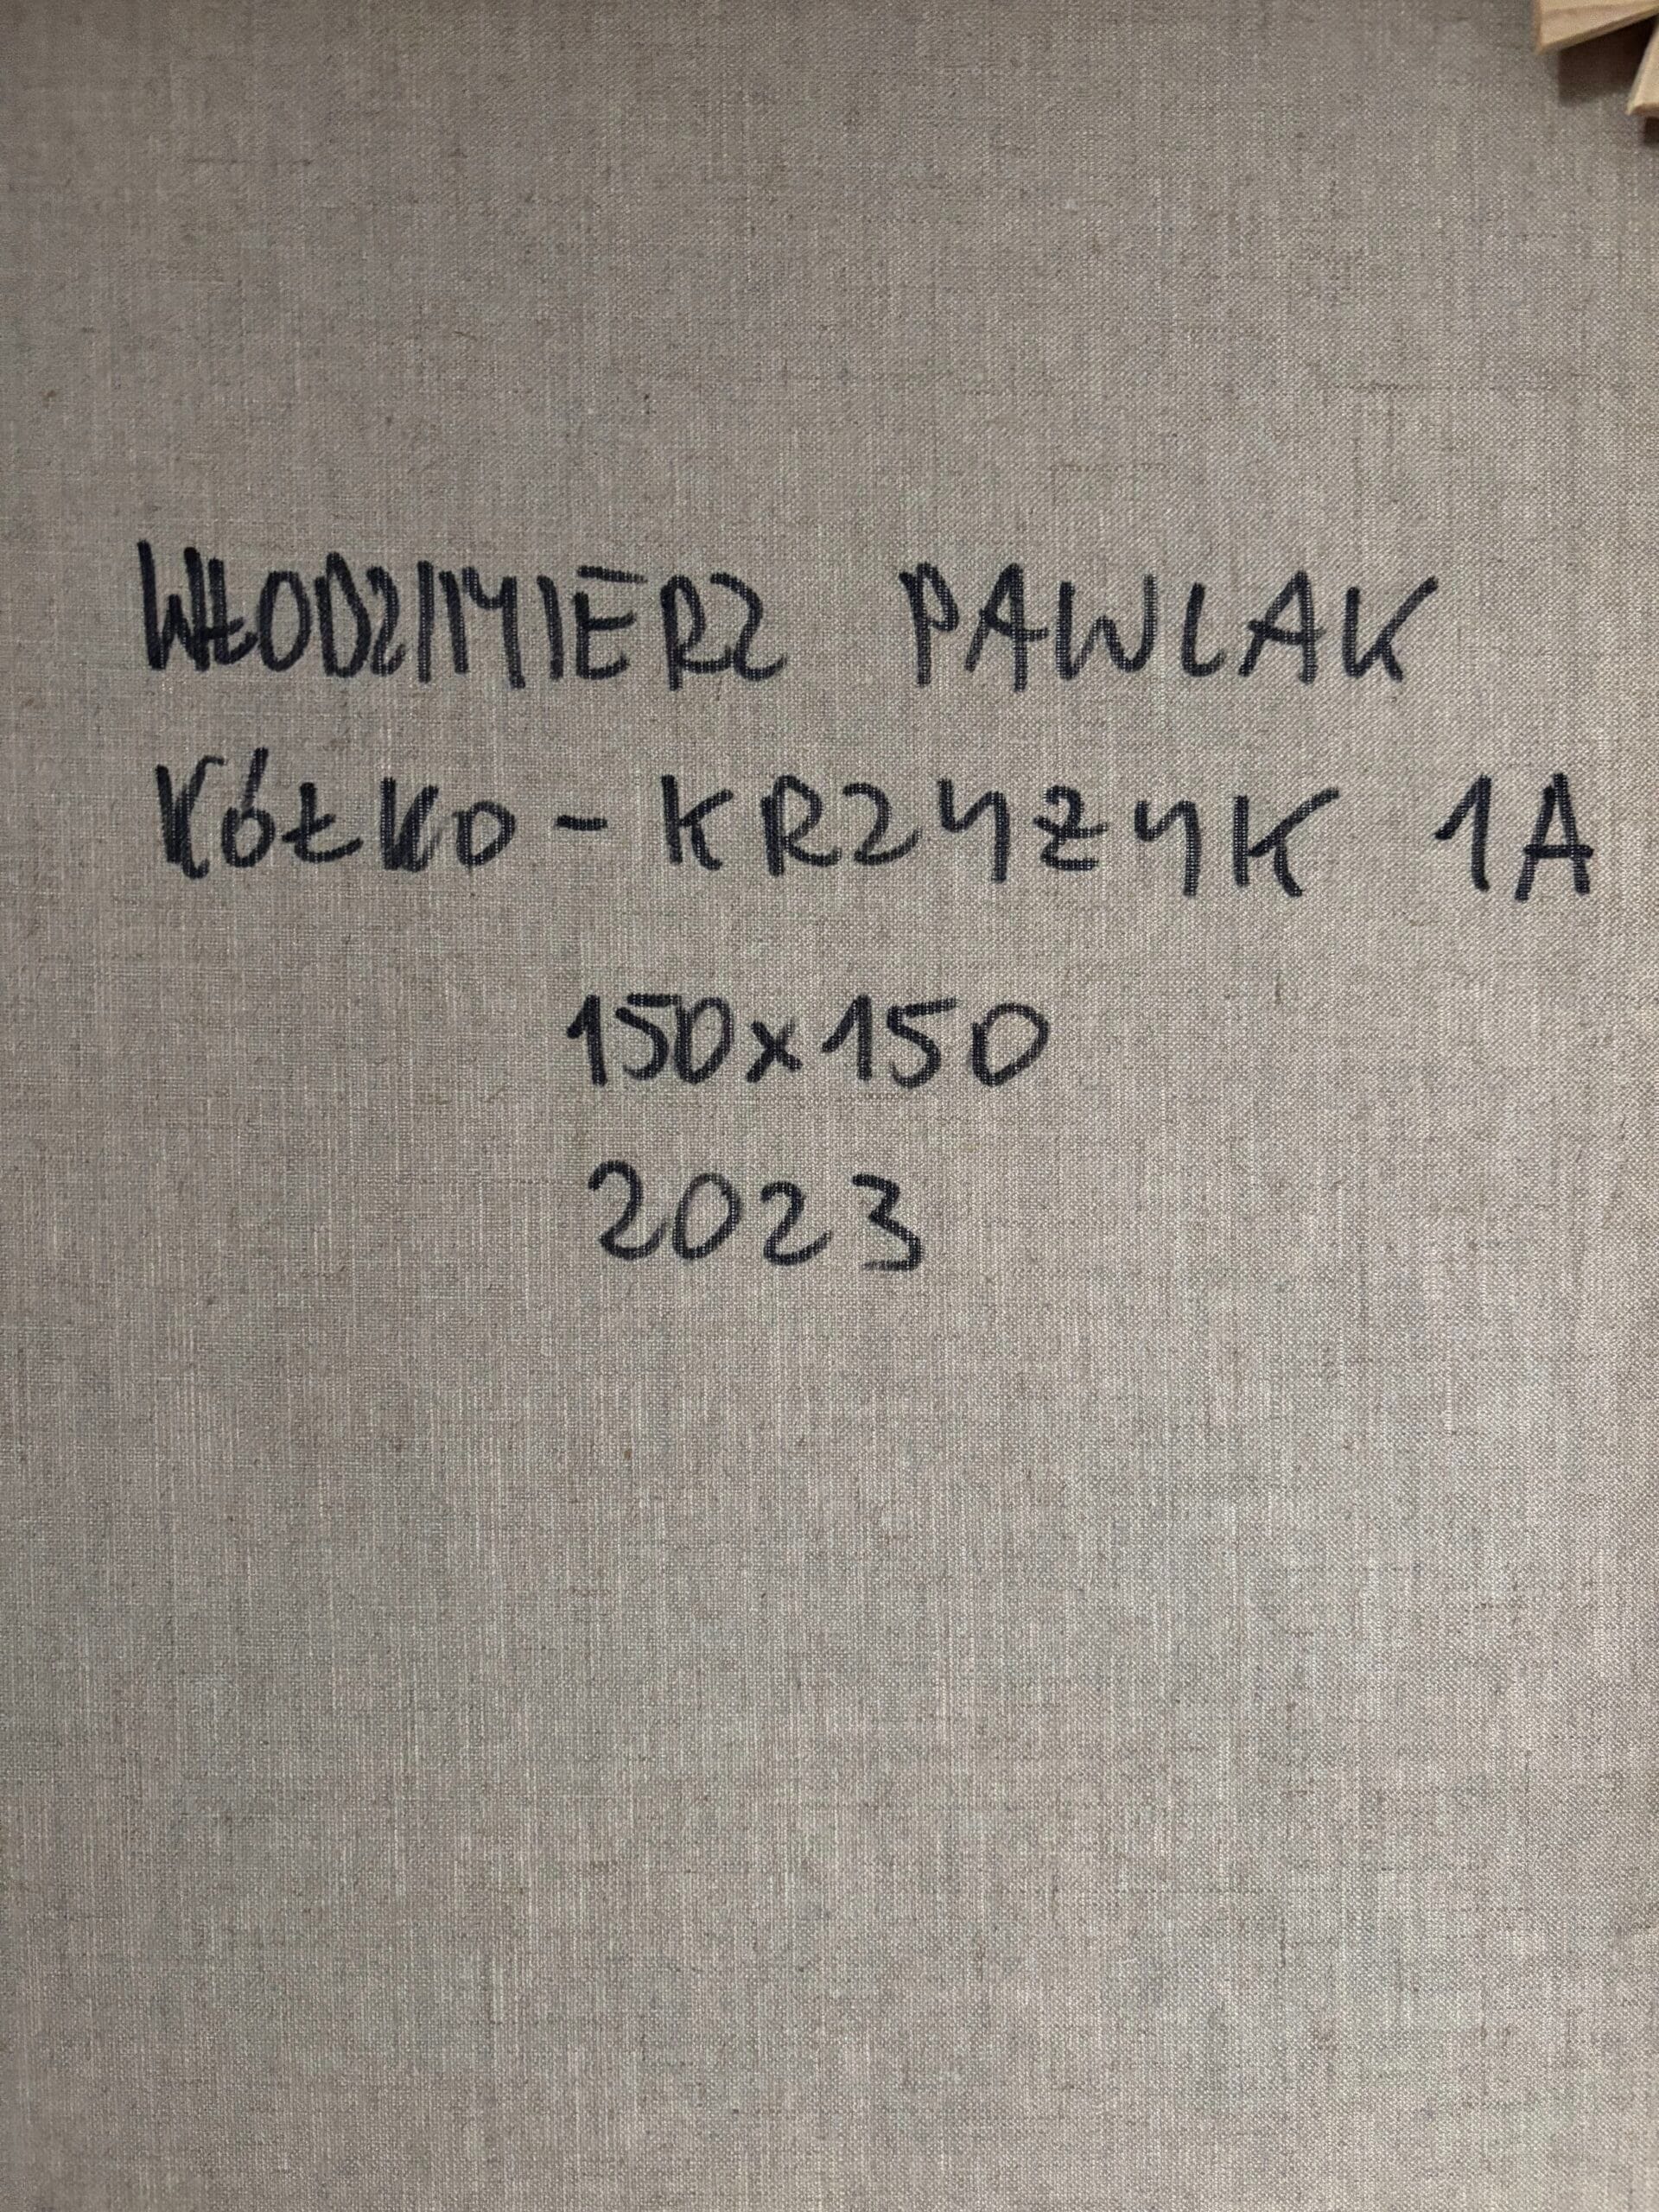 WŁODZIMIERZ PAWLAK
KÓŁKO - KRZYŻYK 1A
150x150
2023